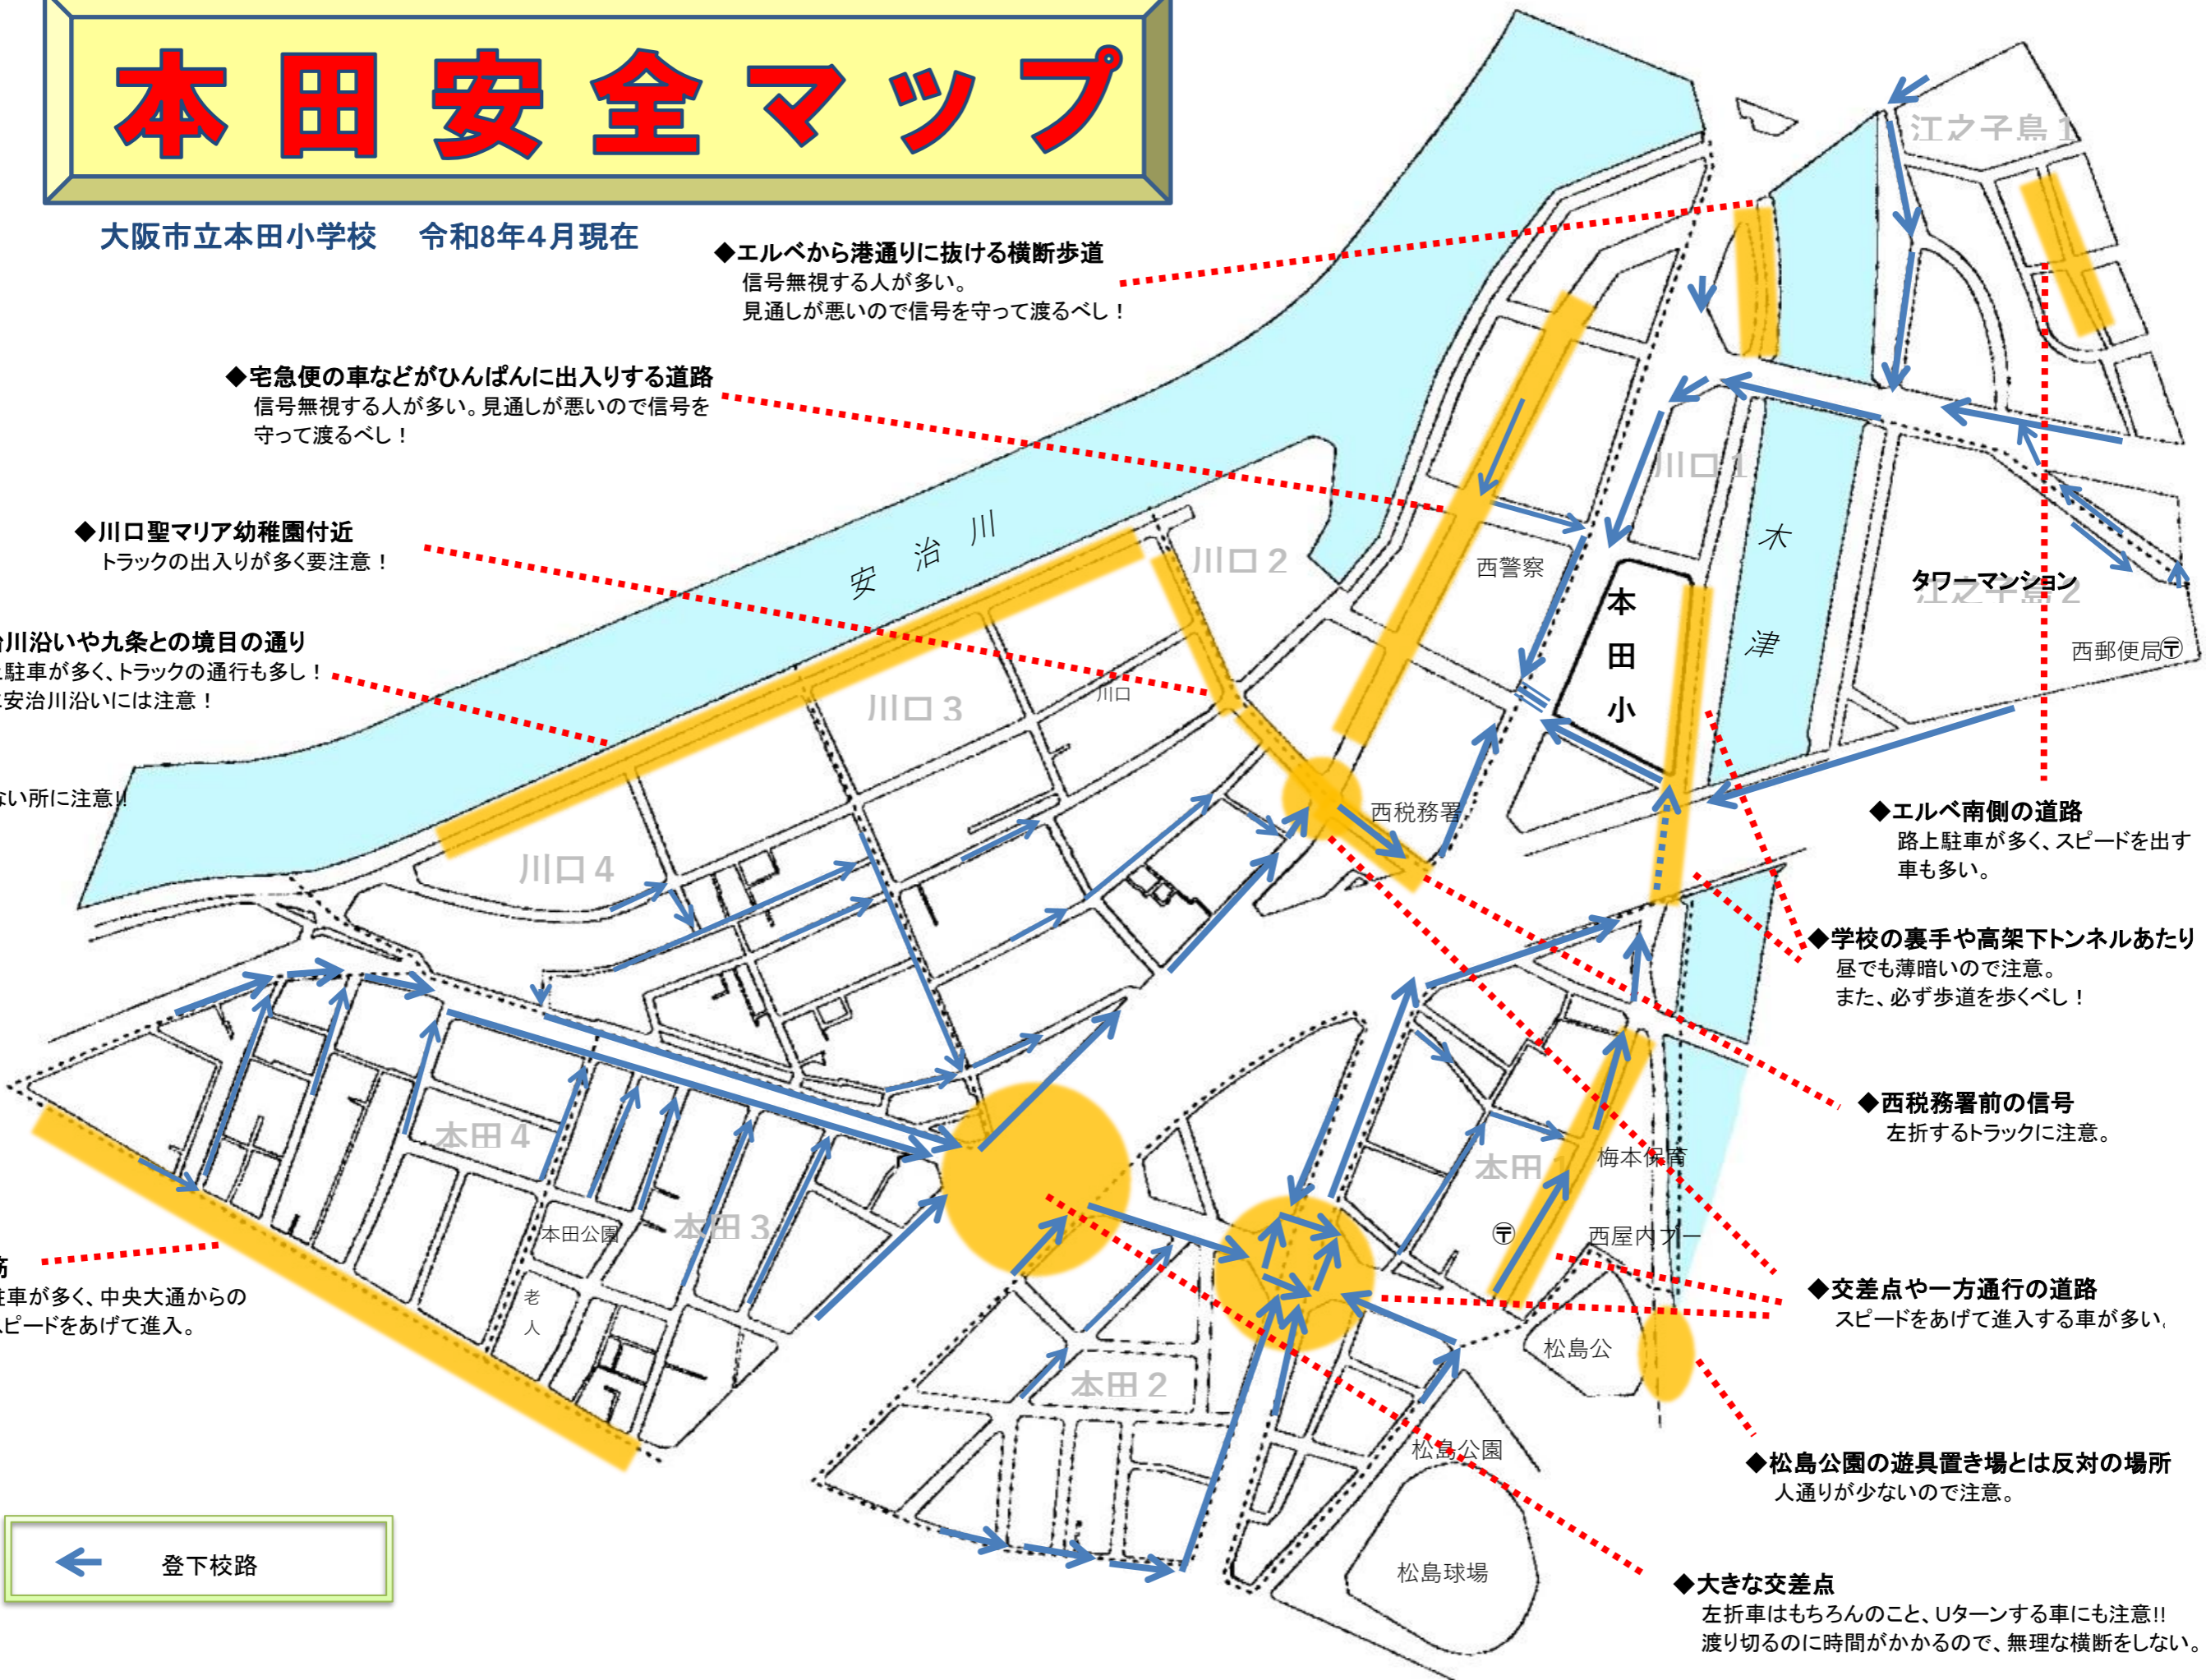 本田安全マップ
大阪市立本田小学校 令和8年4月現在
◆エルベから港通りに抜ける横断歩道
信号無視する人が多い。
見通しが悪いので信号を守って渡るべし！
◆宅急便の車などがひんぱんに出入りする道路
信号無視する人が多い。見通しが悪いので信号を
守って渡るべし！
◆川口聖マリア幼稚園付近
トラックの出入りが多く要注意！
治川沿いや九条との境目の通り
上駐車が多く、トラックの通行も多し！
に安治川沿いには注意！
ない所に注意!!
江之子島１
川口１
川口２
川口３
川口４
安治川
木
津
西警察
本田小
タワーマンション
江之子島２
西郵便局〒
川口
西税務署
◆エルベ南側の道路
路上駐車が多く、スピードを出す
車も多い。
◆学校の裏手や高架下トンネルあたり
昼でも薄暗いので注意。
また、必ず歩道を歩くべし！
◆西税務署前の信号
左折するトラックに注意。
本田４
本田３
本田公園
老人
本田
梅本保育
〒
西屋内プー
◆交差点や一方通行の道路
スピードをあげて進入する車が多い。
筋
駐車が多く、中央大通からの
スピードをあげて進入。
松島公
本田２
松島公園
◆松島公園の遊具置き場とは反対の場所
人通りが少ないので注意。
松島球場
◆大きな交差点
左折車はもちろんのこと、Uターンする車にも注意!!
渡り切るのに時間がかかるので、無理な横断をしない。
登下校路